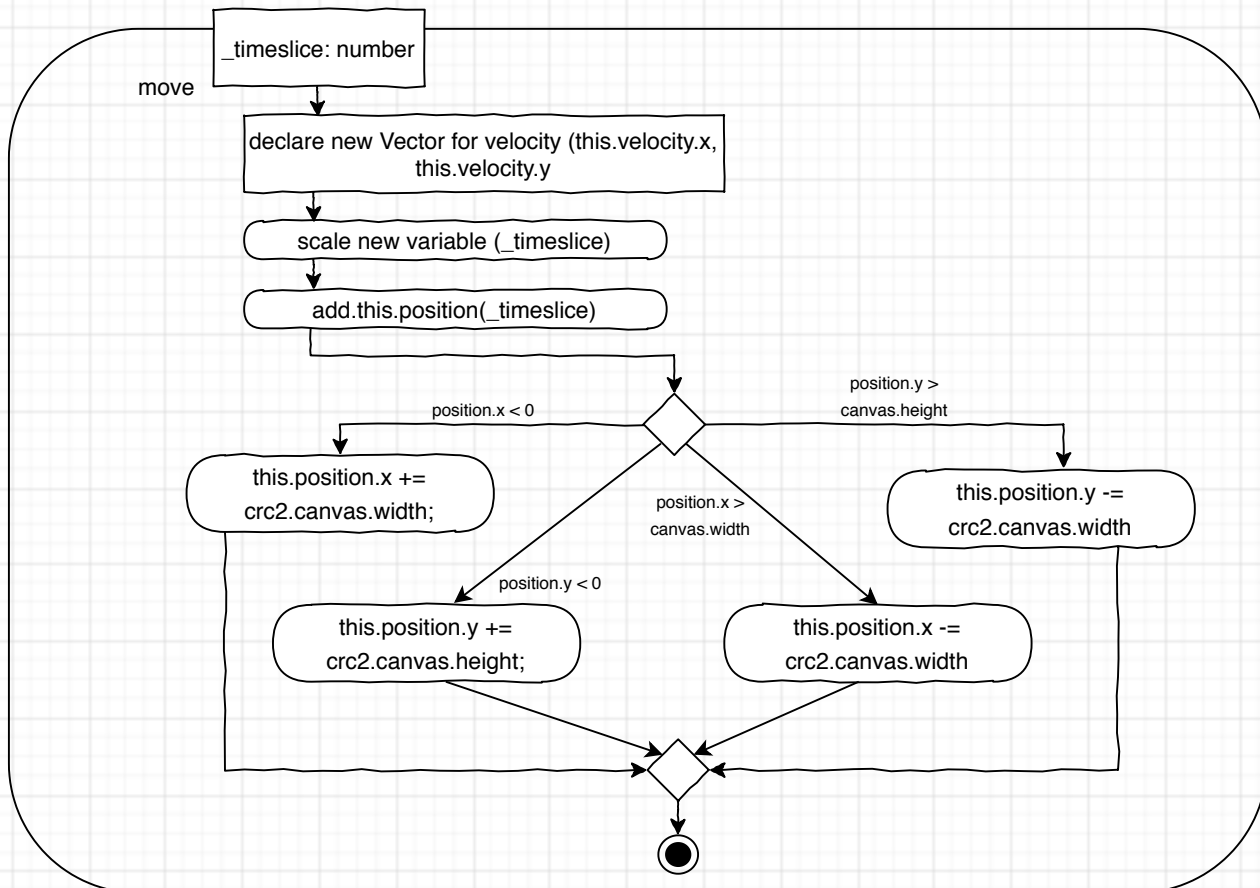 _timeslice: number
move
declare new Vector for velocity (this.velocity.x,
this.velocity.y
scale new variable (_timeslice)
add.this.position(_timeslice)
position.x < 0
position.y >
canvas.height
this.position.x +=
crc2.canvas.width;
position.x >
canvas.width
this.position.y -=
crc2.canvas.width
position.y < 0
this.position.y +=
crc2.canvas.height;
this.position.x -=
crc2.canvas.width